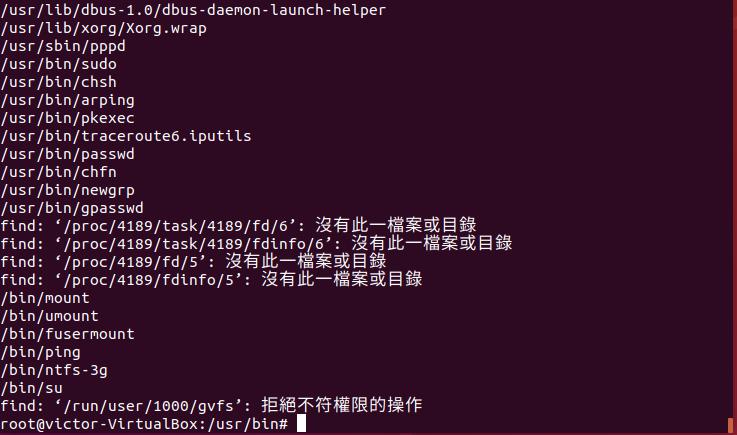 /usr/lib/dbus-1.0/dbus-daemon-launch-helper
/usr/lib/xorg/Xorg.wrap
/usr/sbin/pppd
/usr/bin/sudo
/usr/bin/chsh
/usr/bin/arping
/usr/bin/pkexec
/usr/bin/traceroute6.iputils
/usr/bin/passwd
/usr/bin/chfn
/usr/bin/newgrp
/usr/bin/gpasswd
find: ‘/proc/4189/task/4189/fd/6’: 沒有此一檔案或目錄
find: ‘/proc/4189/task/4189/fdinfo/6’: 沒有此一檔案或目錄
find: ‘/proc/4189/fd/5’: 沒有此一檔案或目錄
find: ‘/proc/4189/fdinfo/5’: 沒有此一檔案或目錄
/bin/mount
/bin/umount
/bin/fusermount
/bin/ping
/bin/ntfs-3g
/bin/su
find: ‘/run/user/1000/gvfs’: 拒絕不符權限的操作
root@victor-VirtualBox:/usr/bin#